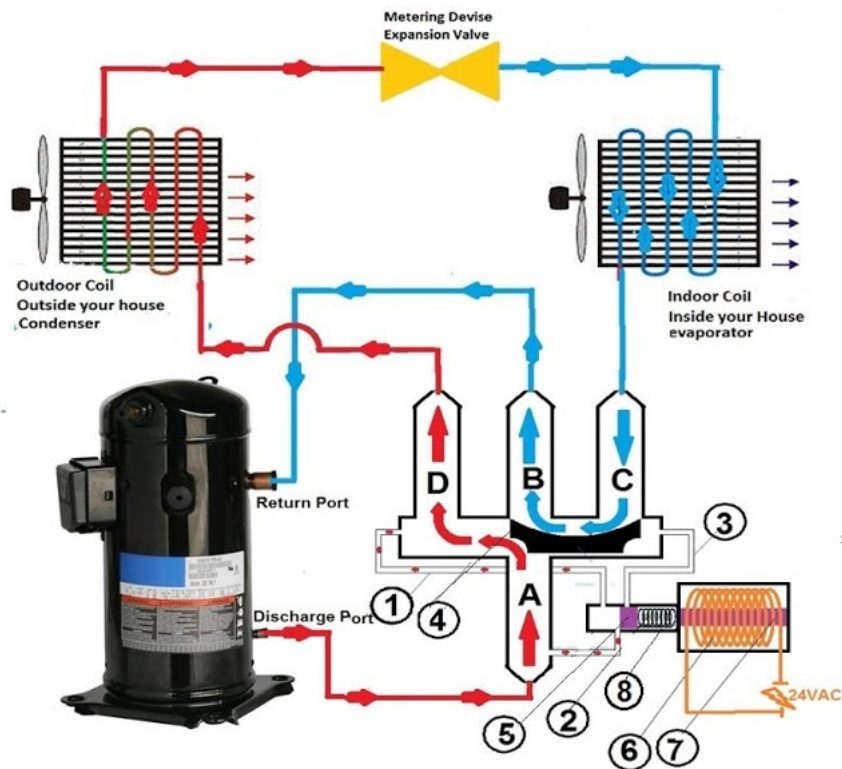 Metering Devise
Expansion Valve
Outdoor Coil
Outside your house
Condenser
Indoor Coil
Inside your House
evaporator
Return Port
D
B
C
3
1
4
A
Discharge Port
24VAC
8
5
2
6
7